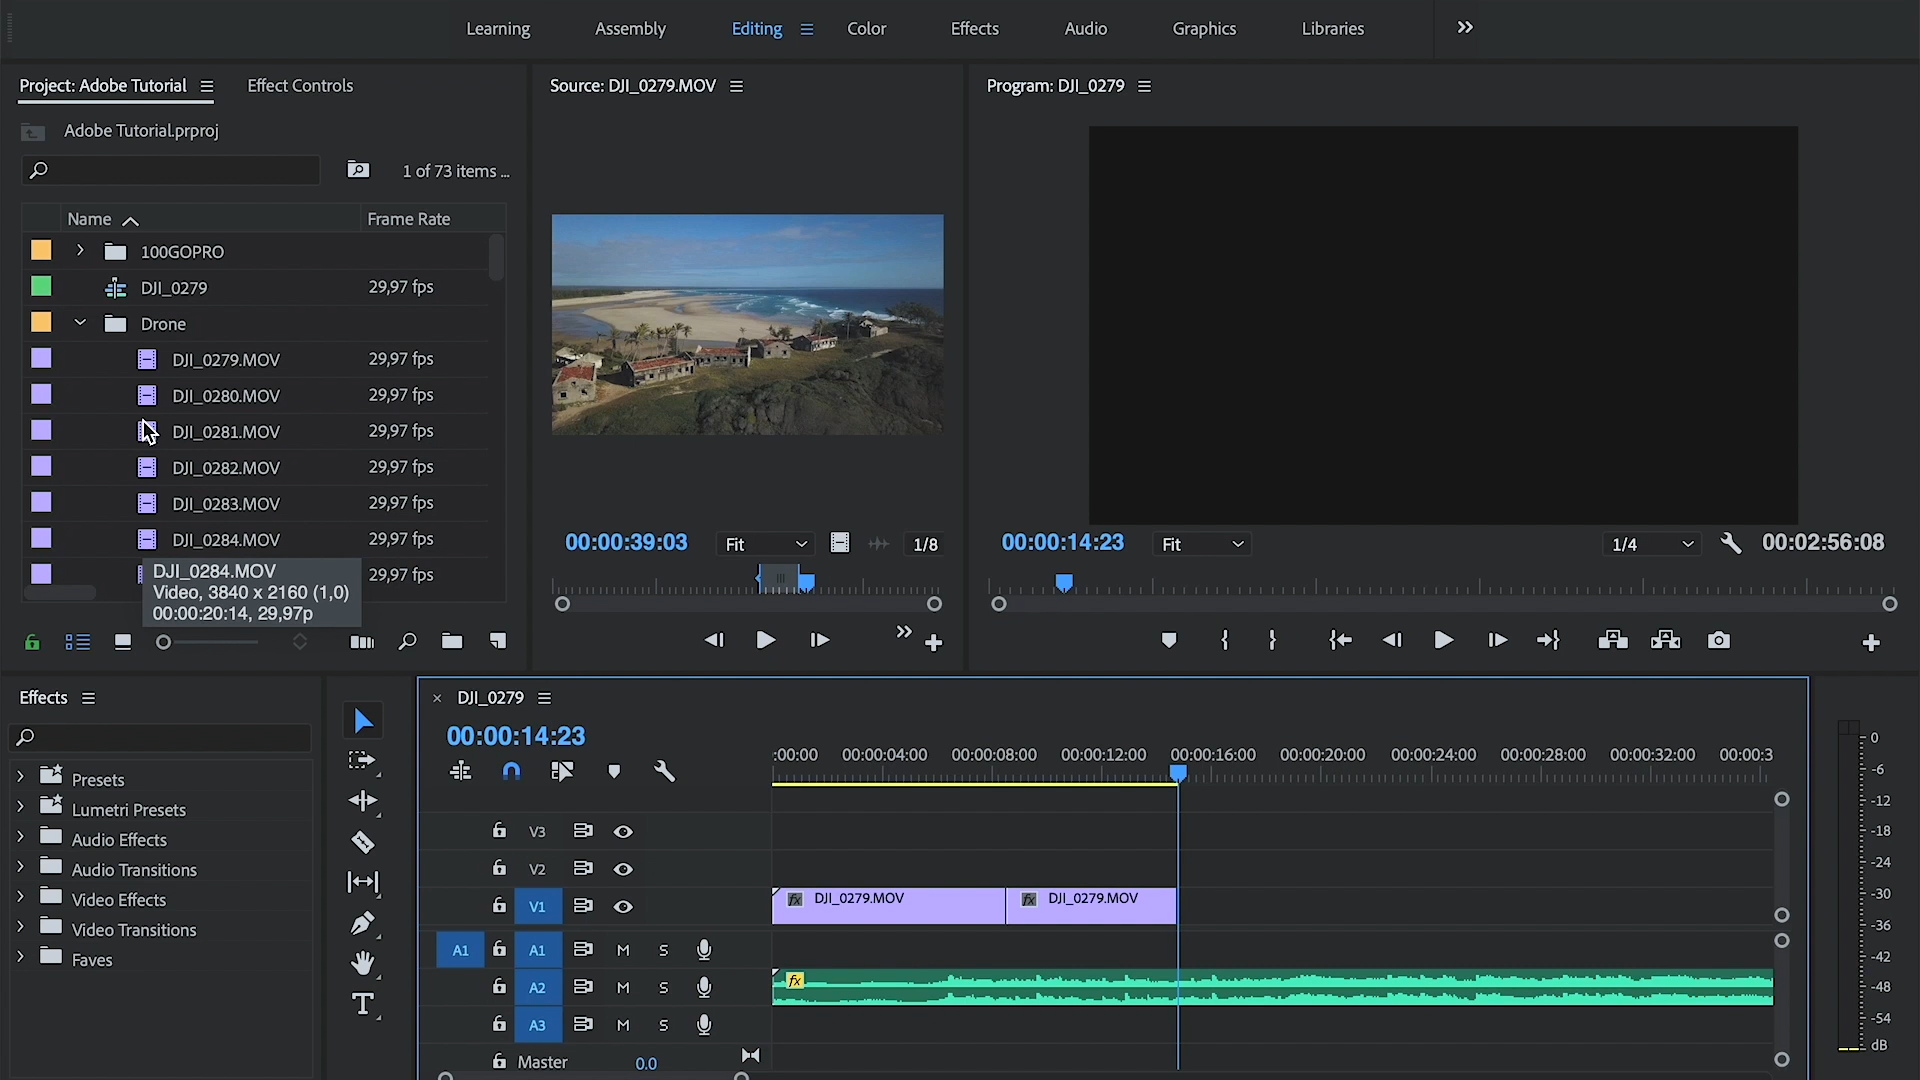 Learning Assembly Editing Color Effects Audio Graphics Libraries
Project: Adobe Tutorial Effect Controls
Adobe Tutorial.prproj
1 of 73 items ...
Name Frame Rate
100GOPRO
DJI_0279 29,97 fps
Drone
DJI_0279.MOV 29,97 fps
DJI_0280.MOV 29,97 fps
DJI_0281.MOV 29,97 fps
DJI_0282.MOV 29,97 fps
DJI_0283.MOV 29,97 fps
DJI_0284.MOV 29,97 fps
29,97 fps
DJI_0284.MOV
Video, 3840 x 2160 (1,0)
00:00:20:14, 29,97p
Source: DJI_0279.MOV
00:00:39:03 Fit 1/8
Program: DJI_0279
00:00:14:23 Fit 1/4 00:02:56:08
Effects
Presets
Lumetri Presets
Audio Effects
Audio Transitions
Video Effects
Video Transitions
Faves
T
× DJI_0279
00:00:14:23
:00:00 00:00:04:00 00:00:08:00 00:00:12:00 00:00:16:00 00:00:20:00 00:00:24:00 00:00:28:00 00:00:32:00 00:00:3
V3
V2
V1 fx DJI_0279.MOV fx DJI_0279.MOV
A1 A1 M S
A2 M S fx
A3 M S
Master 0.0
0
-6
-12
-18
-24
-30
-36
-42
-48
-54
dB